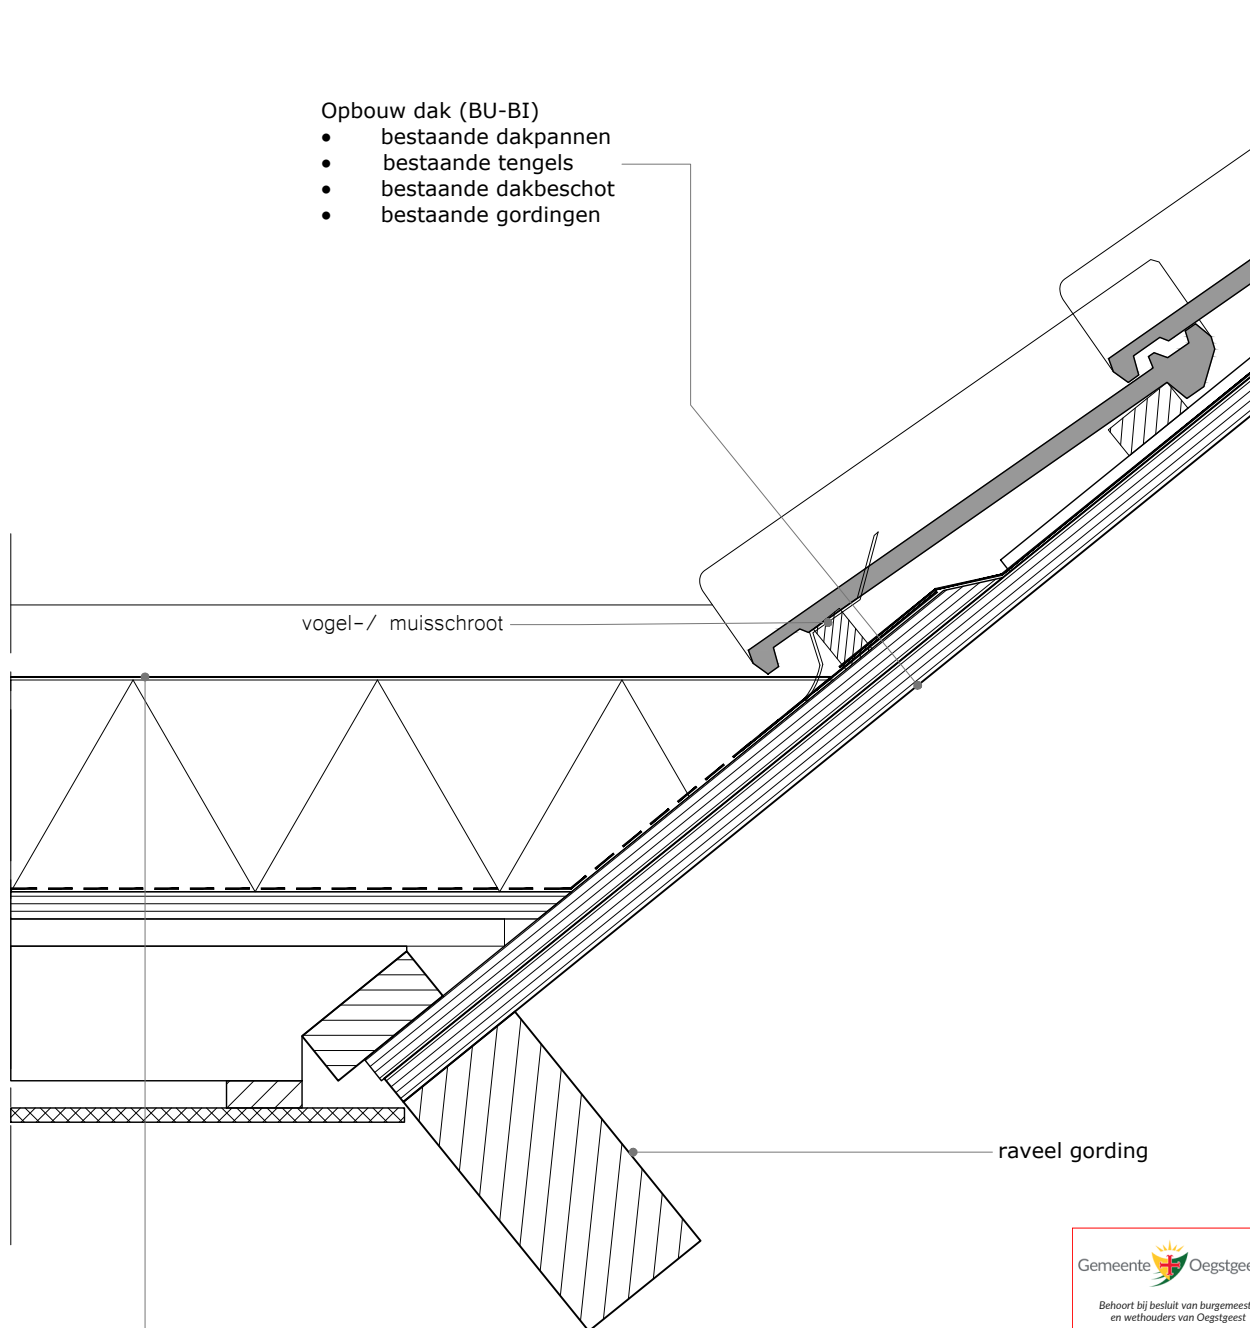 Opbouw dak (BU-BI)
• bestaande dakpannen
• bestaande tengels
• bestaande dakbeschot
• bestaande gordingen
vogel-/ muisschroot
raveel gording
Gemeente Oegstgee
Behoort bij besluit van burgemeest
en wethouders van Oegstgeest